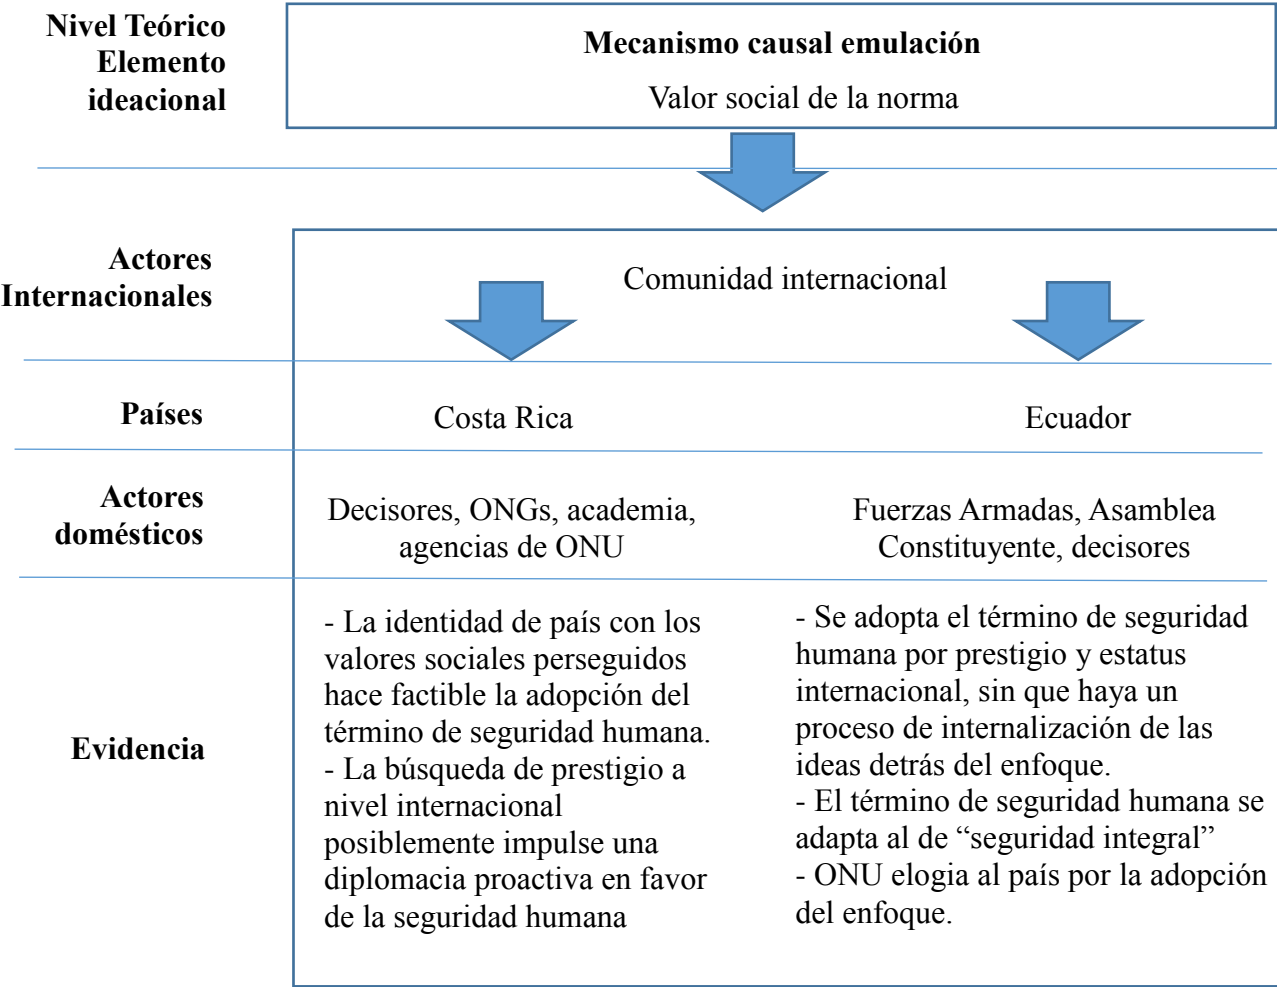 Nivel Teórico
Elemento
ideacional
Mecanismo causal emulación
Valor social de la norma
Actores
Internacionales
Comunidad internacional
Países
Costa Rica
Ecuador
Actores
domésticos
Decisores, ONGs, academia,
agencias de ONU
Fuerzas Armadas, Asamblea
Constituyente, decisores
Evidencia
- La identidad de país con los
valores sociales perseguidos
hace factible la adopción del
término de seguridad humana.
- La búsqueda de prestigio a
nivel internacional
posiblemente impulse una
diplomacia proactiva en favor
de la seguridad humana
- Se adopta el término de seguridad
humana por prestigio y estatus
internacional, sin que haya un
proceso de internalización de las
ideas detrás del enfoque.
- El término de seguridad humana se
adapta al de “seguridad integral”
- ONU elogia al país por la adopción
del enfoque.